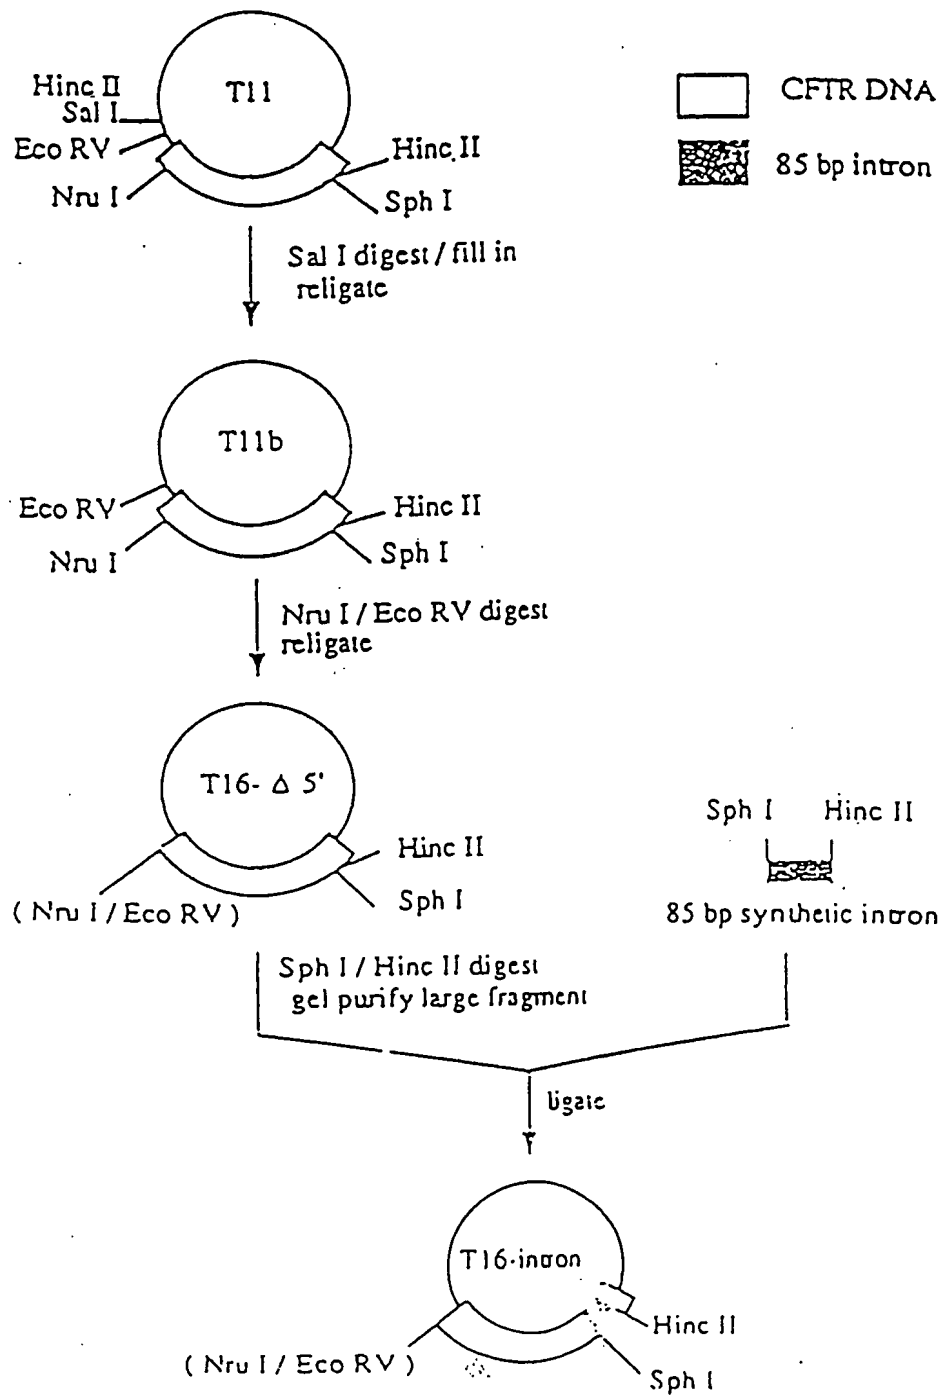 T11
Hinc II
Sal I
Eco RV
Nru I
Hinc II
Sph I
CFTR DNA
85 bp intron
Sal I digest / fill in
religate
T11b
Eco RV
Nru I
Hinc II
Sph I
Nru I / Eco RV digest
religate
T16- Δ 5'
Hinc II
Sph I
( Nru I / Eco RV )
Sph I
Hinc II
85 bp synthetic intron
Sph I / Hinc II digest
gel purify large fragment
ligate
T16-intron
Hinc II
Sph I
( Nru I / Eco RV )